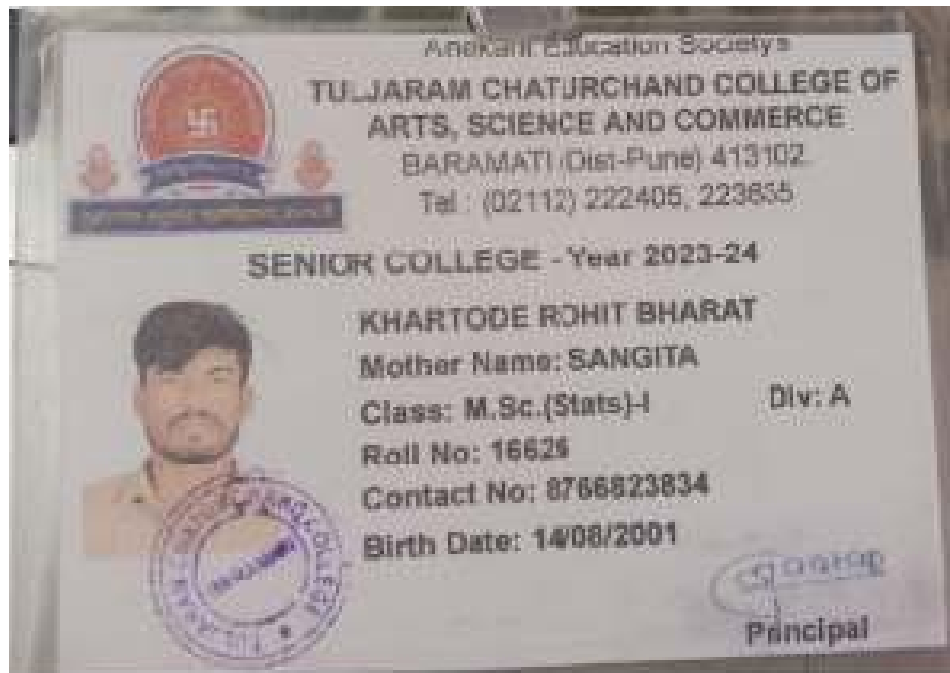 Anekant Education Society's
TULJARAM CHATURCHAND COLLEGE OF
ARTS, SCIENCE AND COMMERCE
BARAMATI (Dist-Pune) 413102.
Tel : (02112) 222405, 223655
SENIOR COLLEGE - Year 2023-24
KHARTODE ROHIT BHARAT
Mother Name: SANGITA
Class: M.Sc.(Stats)-I Div: A
Roll No: 16626
Contact No: 8766823834
Birth Date: 14/08/2001
Principal